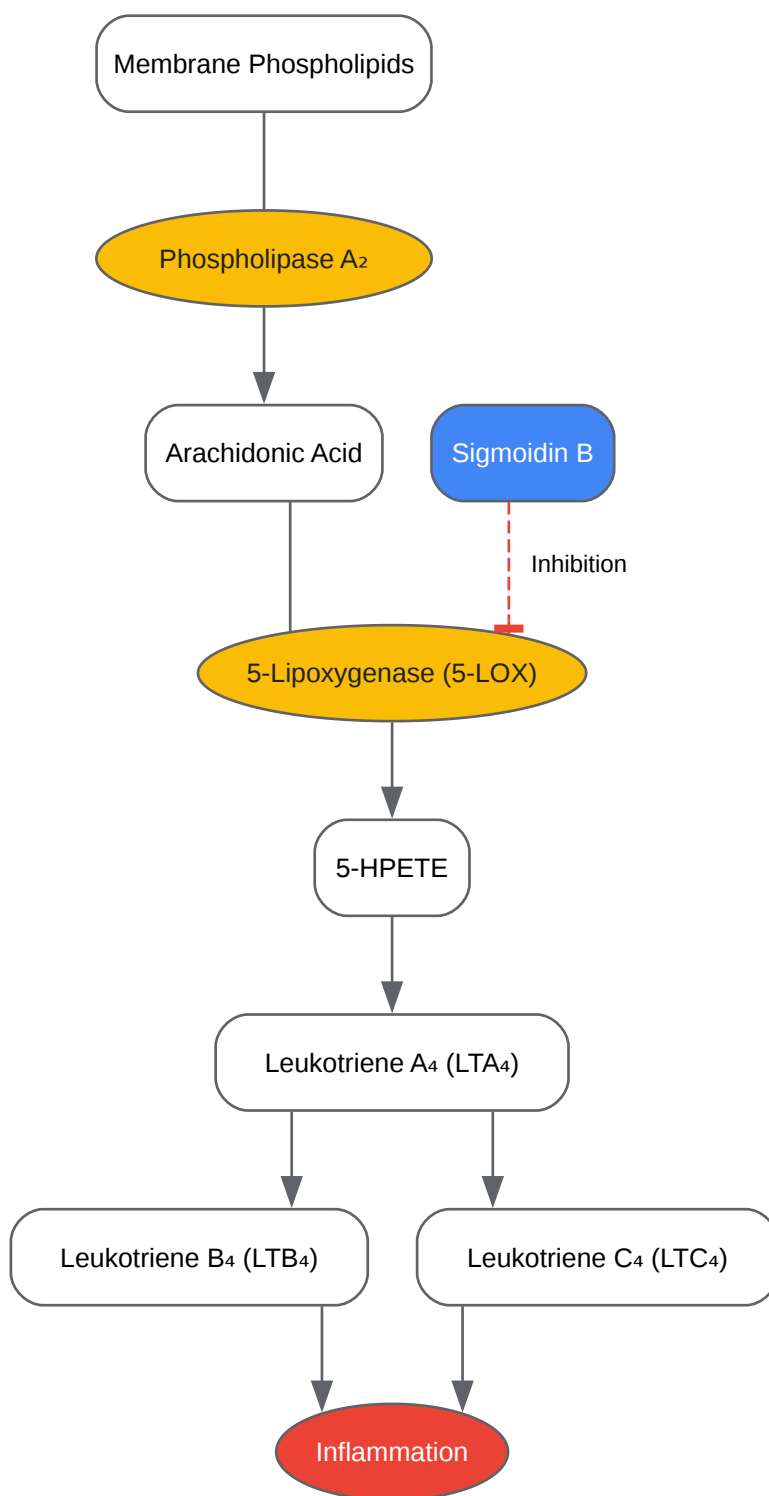 Membrane Phospholipids
Phospholipase A₂
Arachidonic Acid
Sigmoidin B
Inhibition
5-Lipoxygenase (5-LOX)
5-HPETE
Leukotriene A₄ (LTA₄)
Leukotriene B₄ (LTB₄)
Leukotriene C₄ (LTC₄)
Inflammation